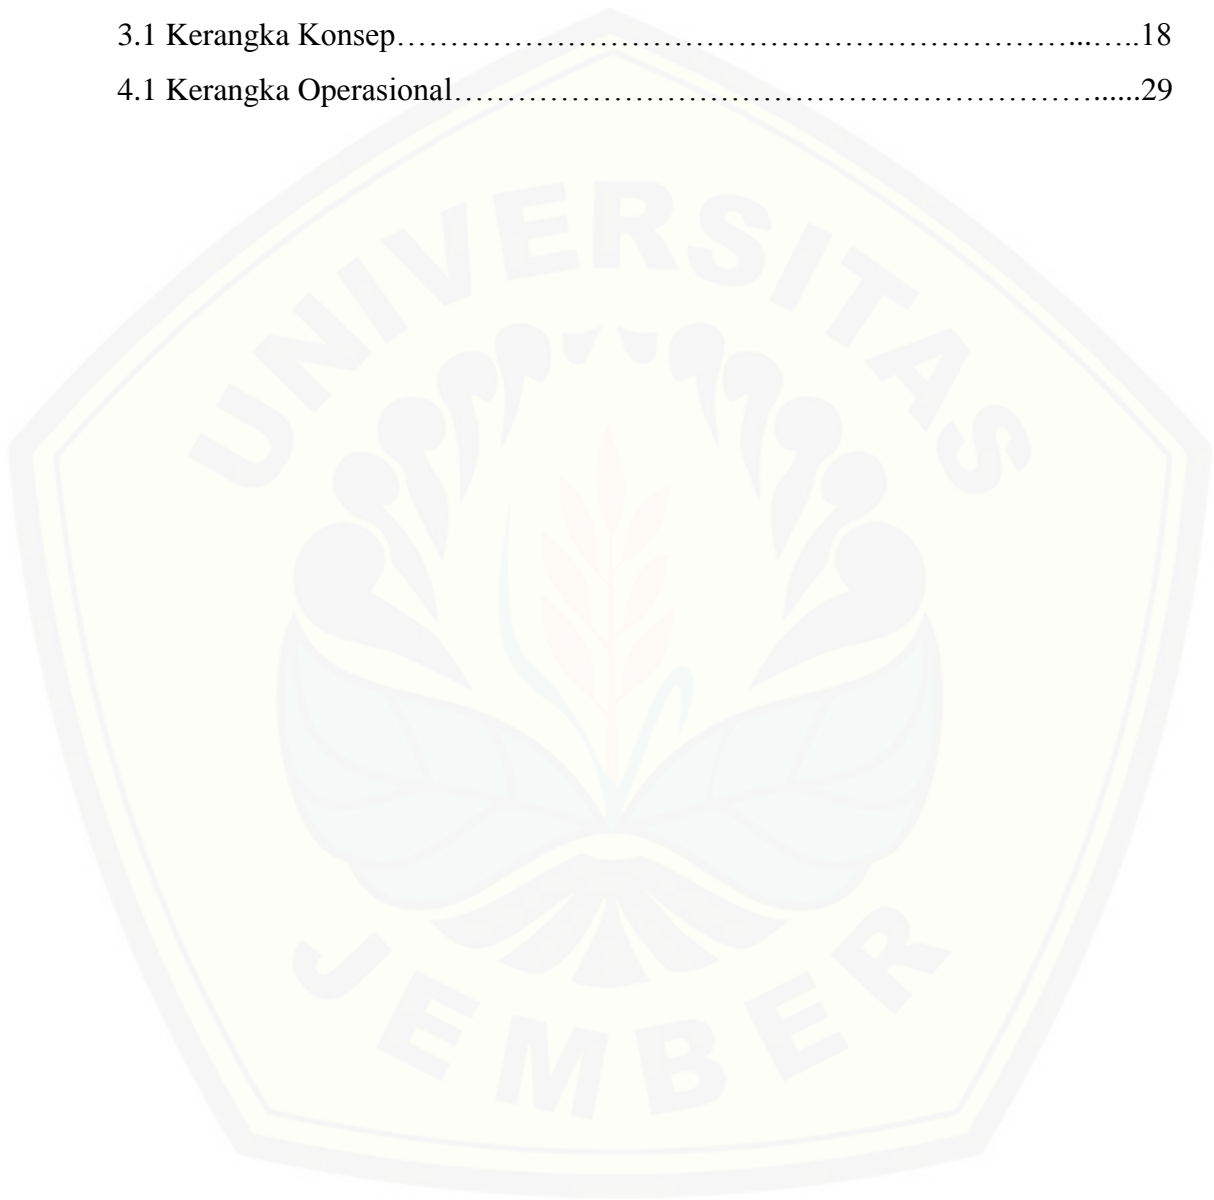 3.1 Kerangka Konsep……………………………………………………...…..18
4.1 Kerangka Operasional……………………………………………………......29
UNIVERSITAS
JEMBER